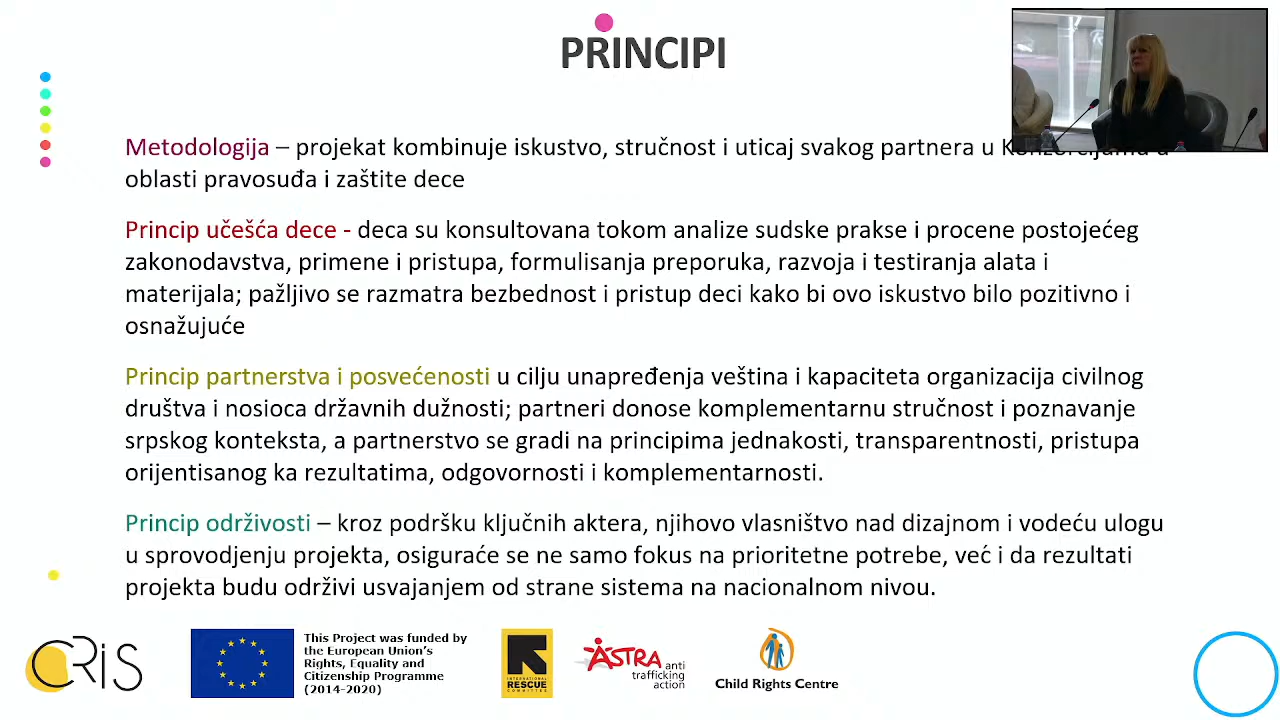 PRINCIPI
Metodologija – projekat kombinuje iskustvo, stručnost i uticaj svakog partnera u
oblasti pravosuđa i zaštite dece
Princip učešća dece - deca su konsultovana tokom analize sudske prakse i procene postojećeg
zakonodavstva, primene i pristupa, formulisanja preporuka, razvoja i testiranja alata i
materijala; pažljivo se razmatra bezbednost i pristup deci kako bi ovo iskustvo bilo pozitivno i
osnažujuće
Princip partnerstva i posvećenosti u cilju unapređenja veština i kapaciteta organizacija civilnog
društva i nosioca državnih dužnosti; partneri donose komplementarnu stručnost i poznavanje
srpskog konteksta, a partnerstvo se gradi na principima jednakosti, transparentnosti, pristupa
orijentisanog ka rezultatima, odgovornosti i komplementarnosti.
Princip održivosti – kroz podršku ključnih aktera, njihovo vlasništvo nad dizajnom i vodeću ulogu
u sprovodjenju projekta, osiguraće se ne samo fokus na prioritetne potrebe, već i da rezultati
projekta budu održivi usvajanjem od strane sistema na nacionalnom nivou.
CRiS
This Project was funded by
the European Union's
Rights, Equality and
Citizenship Programme
(2014-2020)
INTERNATIONAL
RESCUE
COMMITTEE
ASTRA anti
trafficking
action
Child Rights Centre